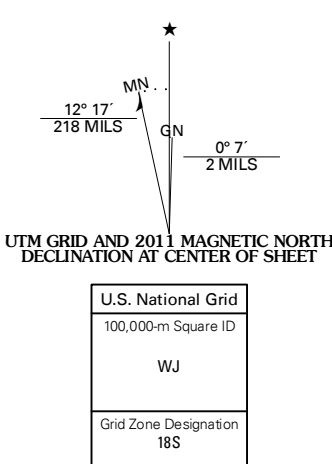 ★
MN
12° 17´
218 MILS
GN
0° 7´
2 MILS
UTM GRID AND 2011 MAGNETIC NORTH
DECLINATION AT CENTER OF SHEET
U.S. National Grid
100,000-m Square ID
WJ
Grid Zone Designation
18S